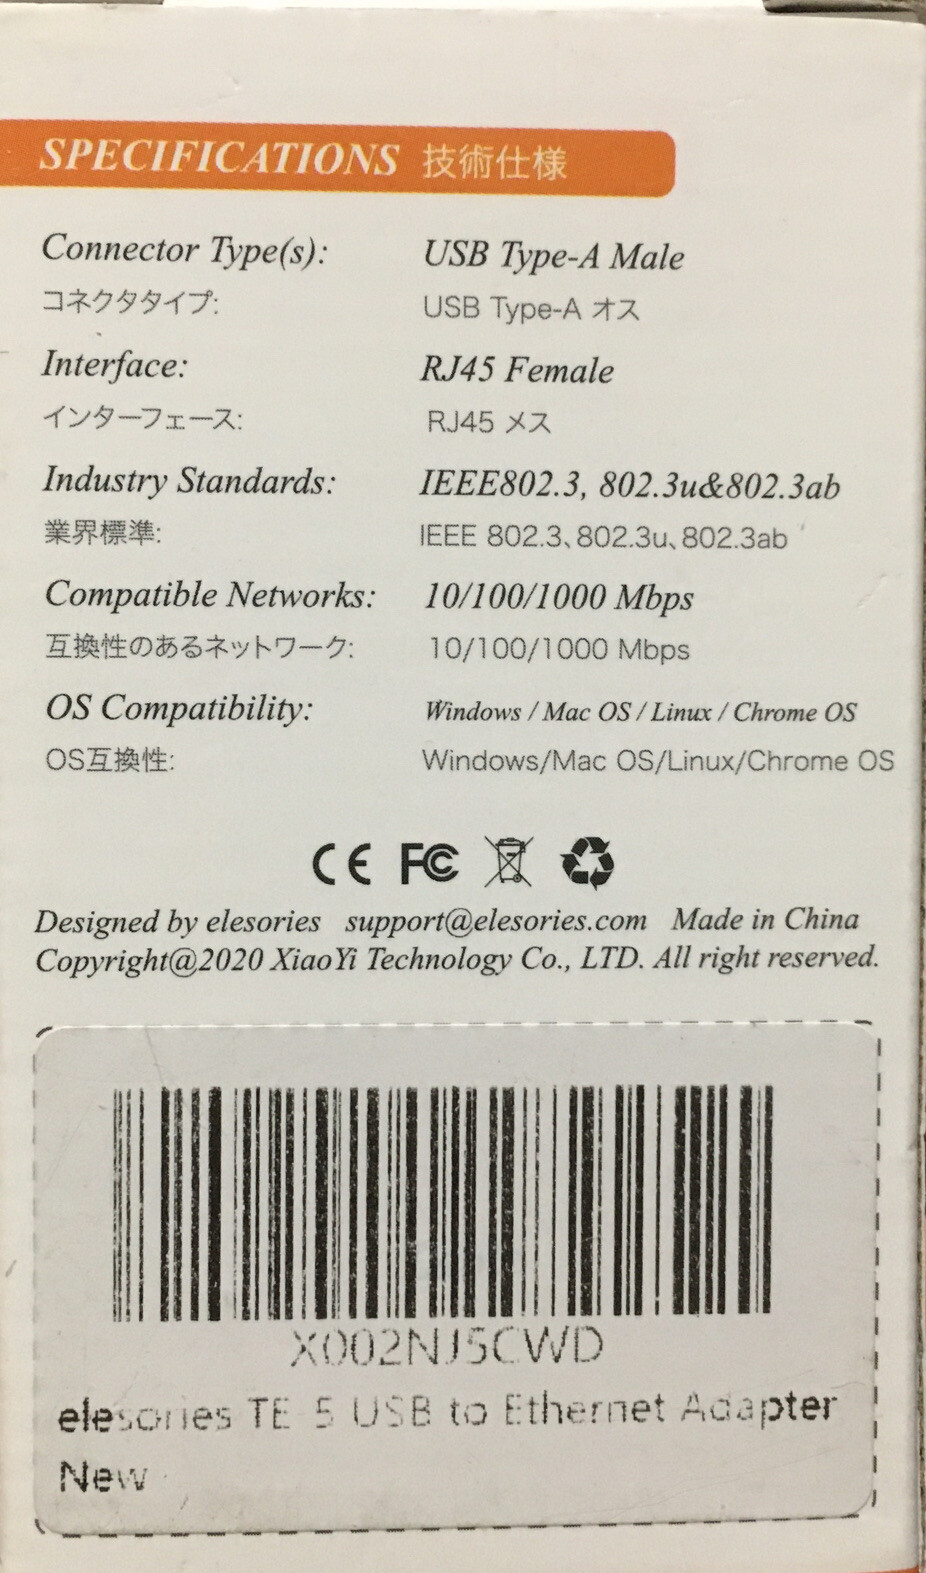 SPECIFICATIONS 技術仕様
Connector Type(s): USB Type-A Male
コネクタタイプ: USB Type-A オス
Interface: RJ45 Female
インターフェース: RJ45 メス
Industry Standards: IEEE802.3, 802.3u&802.3ab
業界標準: IEEE 802.3、802.3u、802.3ab
Compatible Networks: 10/100/1000 Mbps
互換性のあるネットワーク: 10/100/1000 Mbps
OS Compatibility: Windows / Mac OS / Linux / Chrome OS
OS互換性: Windows/Mac OS/Linux/Chrome OS
CE FC
Designed by elesories support@elesories.com Made in China
Copyright@2020 XiaoYi Technology Co., LTD. All right reserved.
X002NJ5CWD
elesories TE 5 USB to Ethernet Adapter
New